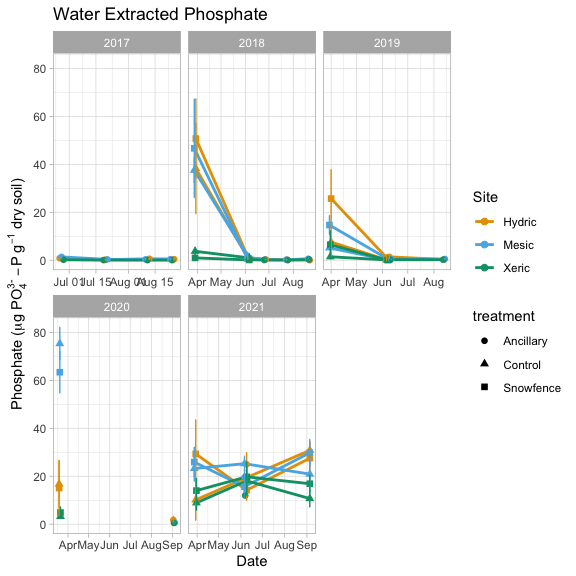 Water Extracted Phosphate
2017
2018
2019
80
60
40
20
0
Jul 01 Jul 15 Aug 01 Aug 15
Apr May Jun Jul Aug
Apr May Jun Jul Aug
2020
2021
80
60
40
20
0
Apr May Jun Jul Aug Sep
Apr May Jun Jul Aug Sep
Date
Phosphate (µg PO₄³⁻ – P g⁻¹ dry soil)
Site
Hydric
Mesic
Xeric
treatment
Ancillary
Control
Snowfence